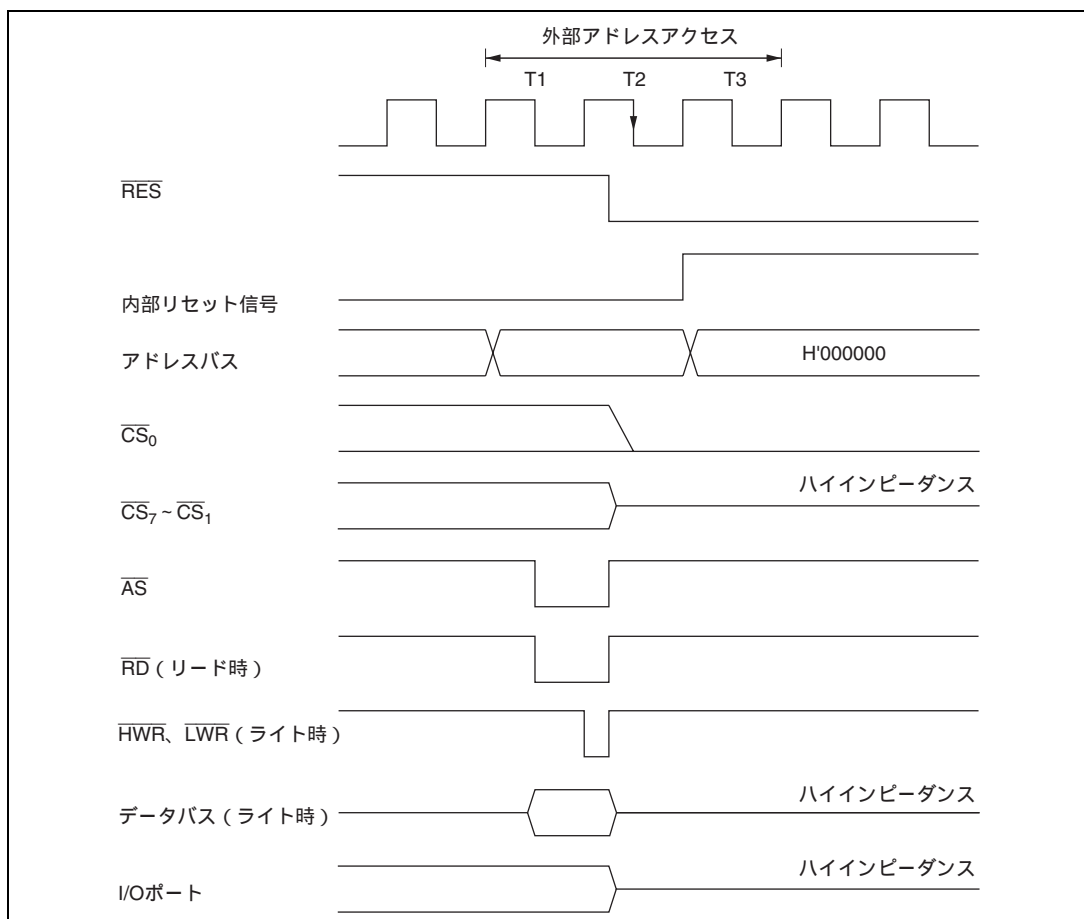 外部アドレスアクセス
T1 T2 T3
RES
内部リセット信号
アドレスバス H'000000
CS0
CS7~CS1 ハイインピーダンス
AS
RD(リード時)
HWR、LWR(ライト時)
データバス(ライト時) ハイインピーダンス
I/Oポート ハイインピーダンス